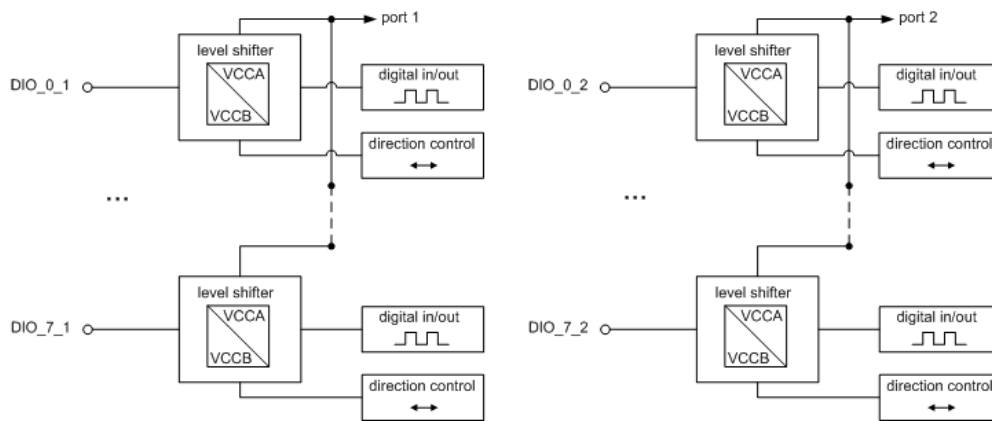 port 1
level shifter
VCCA
VCCB
DIO_0_1
digital in/out
direction control
...
level shifter
VCCA
VCCB
DIO_7_1
digital in/out
direction control
port 2
level shifter
VCCA
VCCB
DIO_0_2
digital in/out
direction control
...
level shifter
VCCA
VCCB
DIO_7_2
digital in/out
direction control